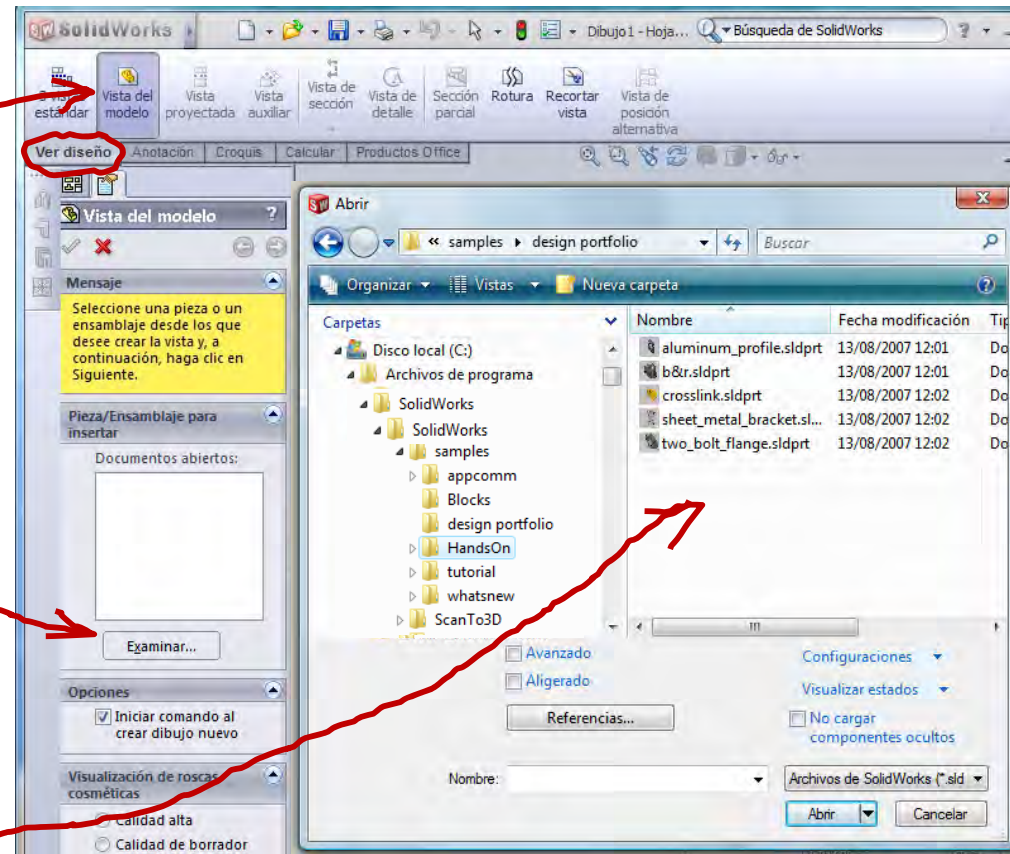 SolidWorks
Dibujo1 - Hoja...
Búsqueda de SolidWorks
?
estándar
Vista del modelo
Vista proyectada
Vista auxiliar
Vista de sección
Vista de detalle
Sección parcial
Rotura
Recortar vista
Vista de posición alternativa
Ver diseño
Anotación
Croquis
Calcular
Productos Office
Vista del modelo
?
Mensaje
Seleccione una pieza o un
ensamblaje desde los que
desee crear la vista y, a
continuación, haga clic en
Siguiente.
Pieza/Ensamblaje para
insertar
Documentos abiertos:
Examinar...
Opciones
Iniciar comando al
crear dibujo nuevo
Visualización de roscas
cosméticas
Calidad alta
Calidad de borrador
Abrir
« samples design portfolio
Buscar
Organizar
Vistas
Nueva carpeta
?
Carpetas
Disco local (C:)
Archivos de programa
SolidWorks
SolidWorks
samples
appcomm
Blocks
design portfolio
HandsOn
tutorial
whatsnew
ScanTo3D
Nombre Fecha modificación Tip
aluminum_profile.sldprt 13/08/2007 12:01 Do
b&r.sldprt 13/08/2007 12:01 Do
crosslink.sldprt 13/08/2007 12:02 Do
sheet_metal_bracket.sl... 13/08/2007 12:02 Do
two_bolt_flange.sldprt 13/08/2007 12:02 Do
Avanzado
Aligerado
Referencias...
Configuraciones
Visualizar estados
No cargar
componentes ocultos
Nombre:
Archivos de SolidWorks (*.sld
Abrir
Cancelar